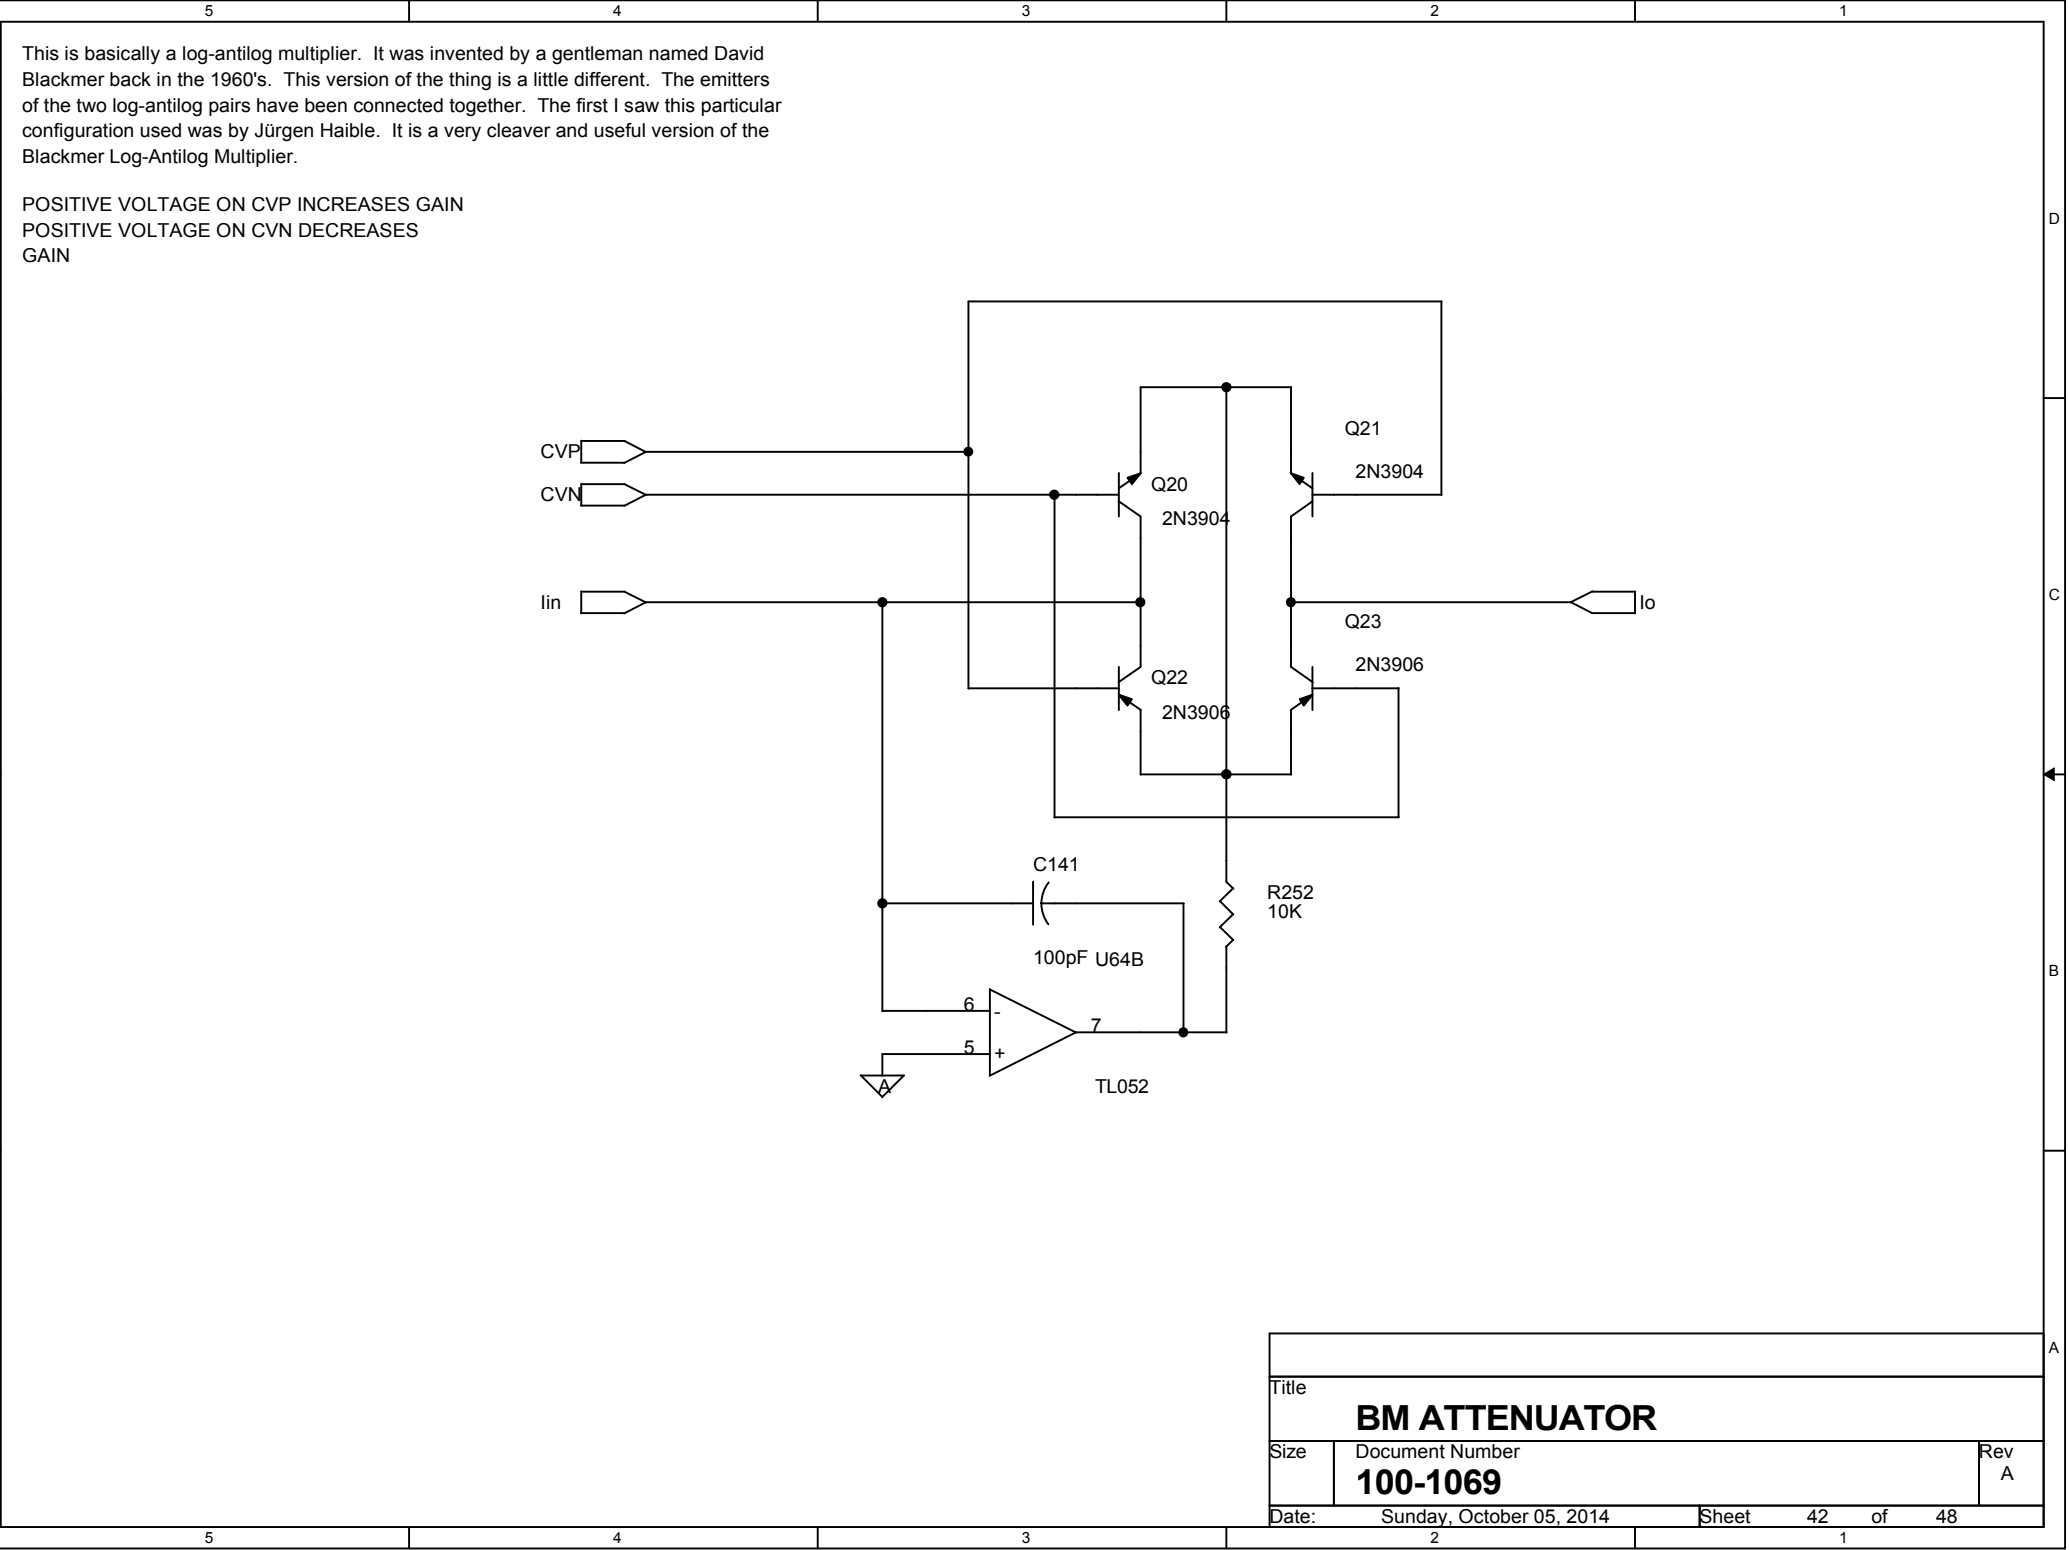 5 4 3 2 1
This is basically a log-antilog multiplier.  It was invented by a gentleman named David
Blackmer back in the 1960's.  This version of the thing is a little different.  The emitters
of the two log-antilog pairs have been connected together.  The first I saw this particular
configuration used was by Jürgen Haible.  It is a very cleaver and useful version of the
Blackmer Log-Antilog Multiplier.
POSITIVE VOLTAGE ON CVP INCREASES GAIN
POSITIVE VOLTAGE ON CVN DECREASES
GAIN
D
Q21
CVP
2N3904
Q20
CVN
2N3904
C
Iin
Io
Q23
2N3906
Q22
2N3906
C141
R252
10K
100pF U64B
B
6
-
7
5
+
A
TL052
A
Title
BM ATTENUATOR
Size Document Number Rev
100-1069 A
Date: Sunday, October 05, 2014 Sheet 42 of 48
5 4 3 2 1